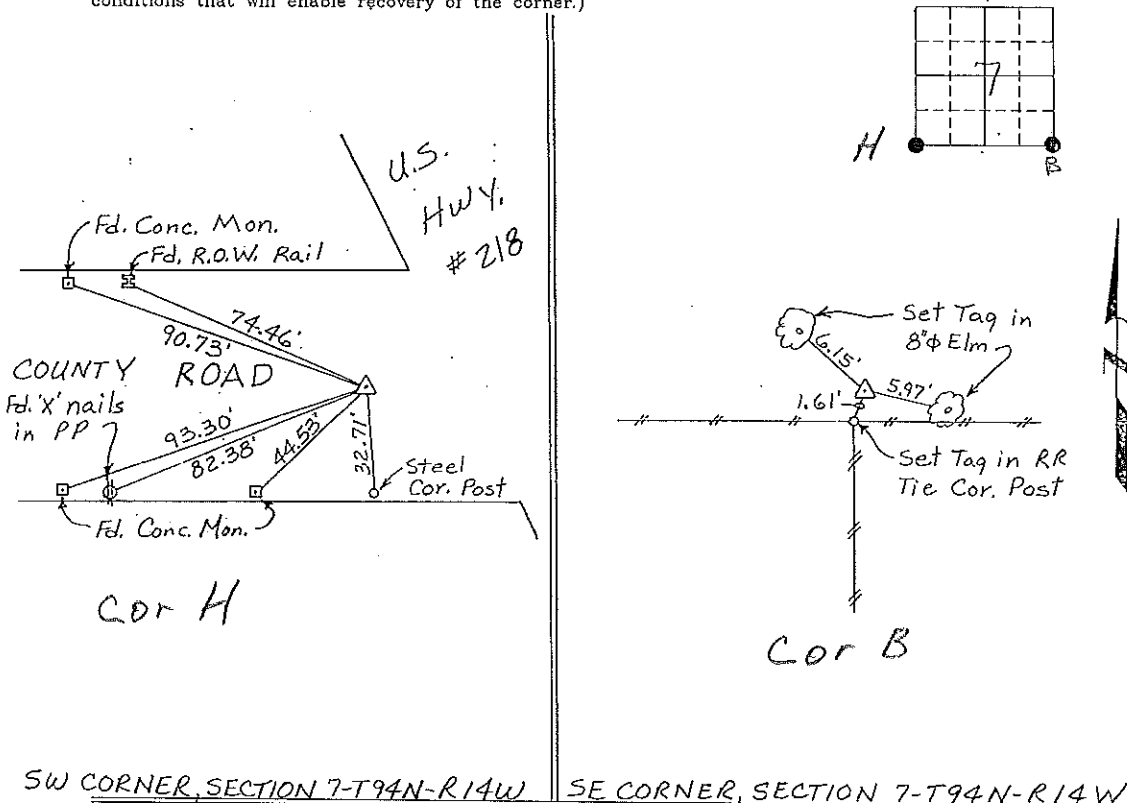 conditions that will enable recovery of the corner.)
U.S.
HWY.
# 218
Fd. Conc. Mon.
Fd. R.O.W. Rail
74.46'
90.73'
COUNTY ROAD
Fd. 'X' nails
in PP
93.30'
82.38'
44.53'
32.71'
Steel
Cor. Post
Fd. Conc. Mon.
Cor H
SW CORNER, SECTION 7-T94N-R14W
7
H
B
Set Tag in
8"φ Elm
6.15'
5.97'
1.61'
Set Tag in RR
Tie Cor. Post
Cor B
SE CORNER, SECTION 7-T94N-R14W